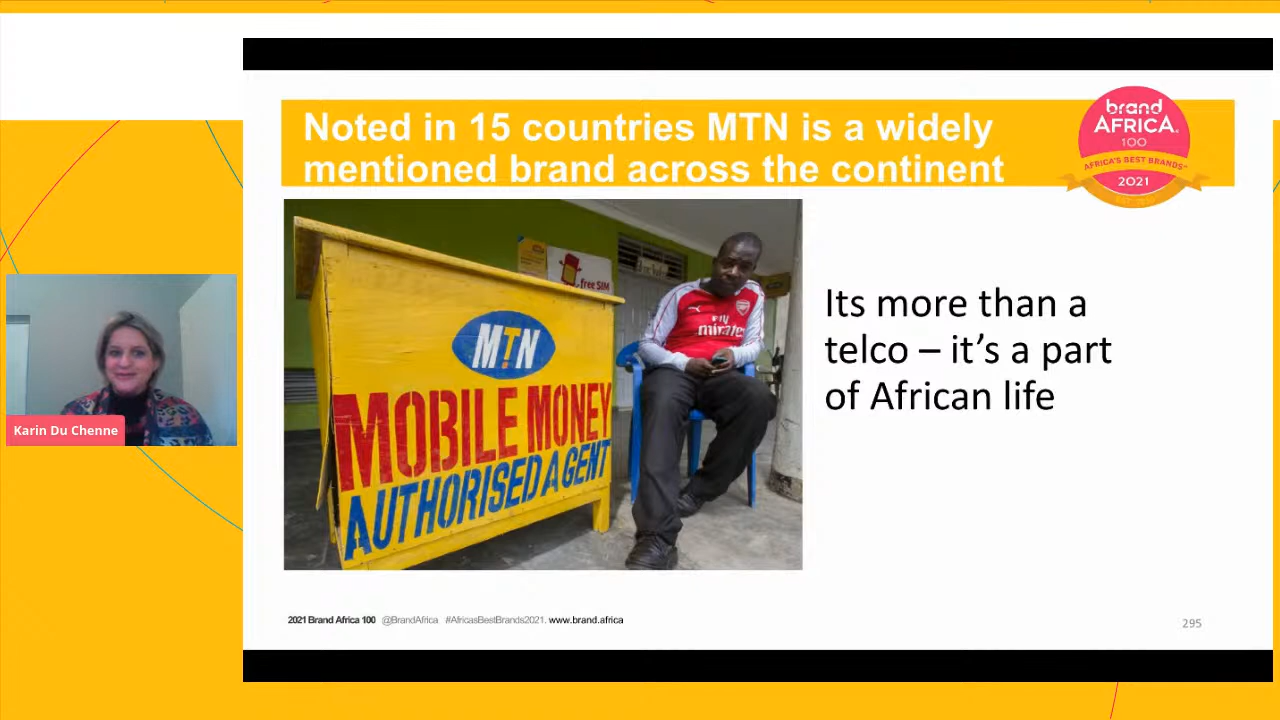 Noted in 15 countries MTN is a widely
mentioned brand across the continent
brand
AFRICA
100
AFRICA'S BEST BRANDS
2021
free SIM
MTN
MOBILE MONEY
AUTHORISED AGENT
Fly
Its more than a
telco – it's a part
of African life
Karin Du Chenne
2021 Brand Africa 100 @BrandAfrica #AfricasBestBrands2021. www.brand.africa
295